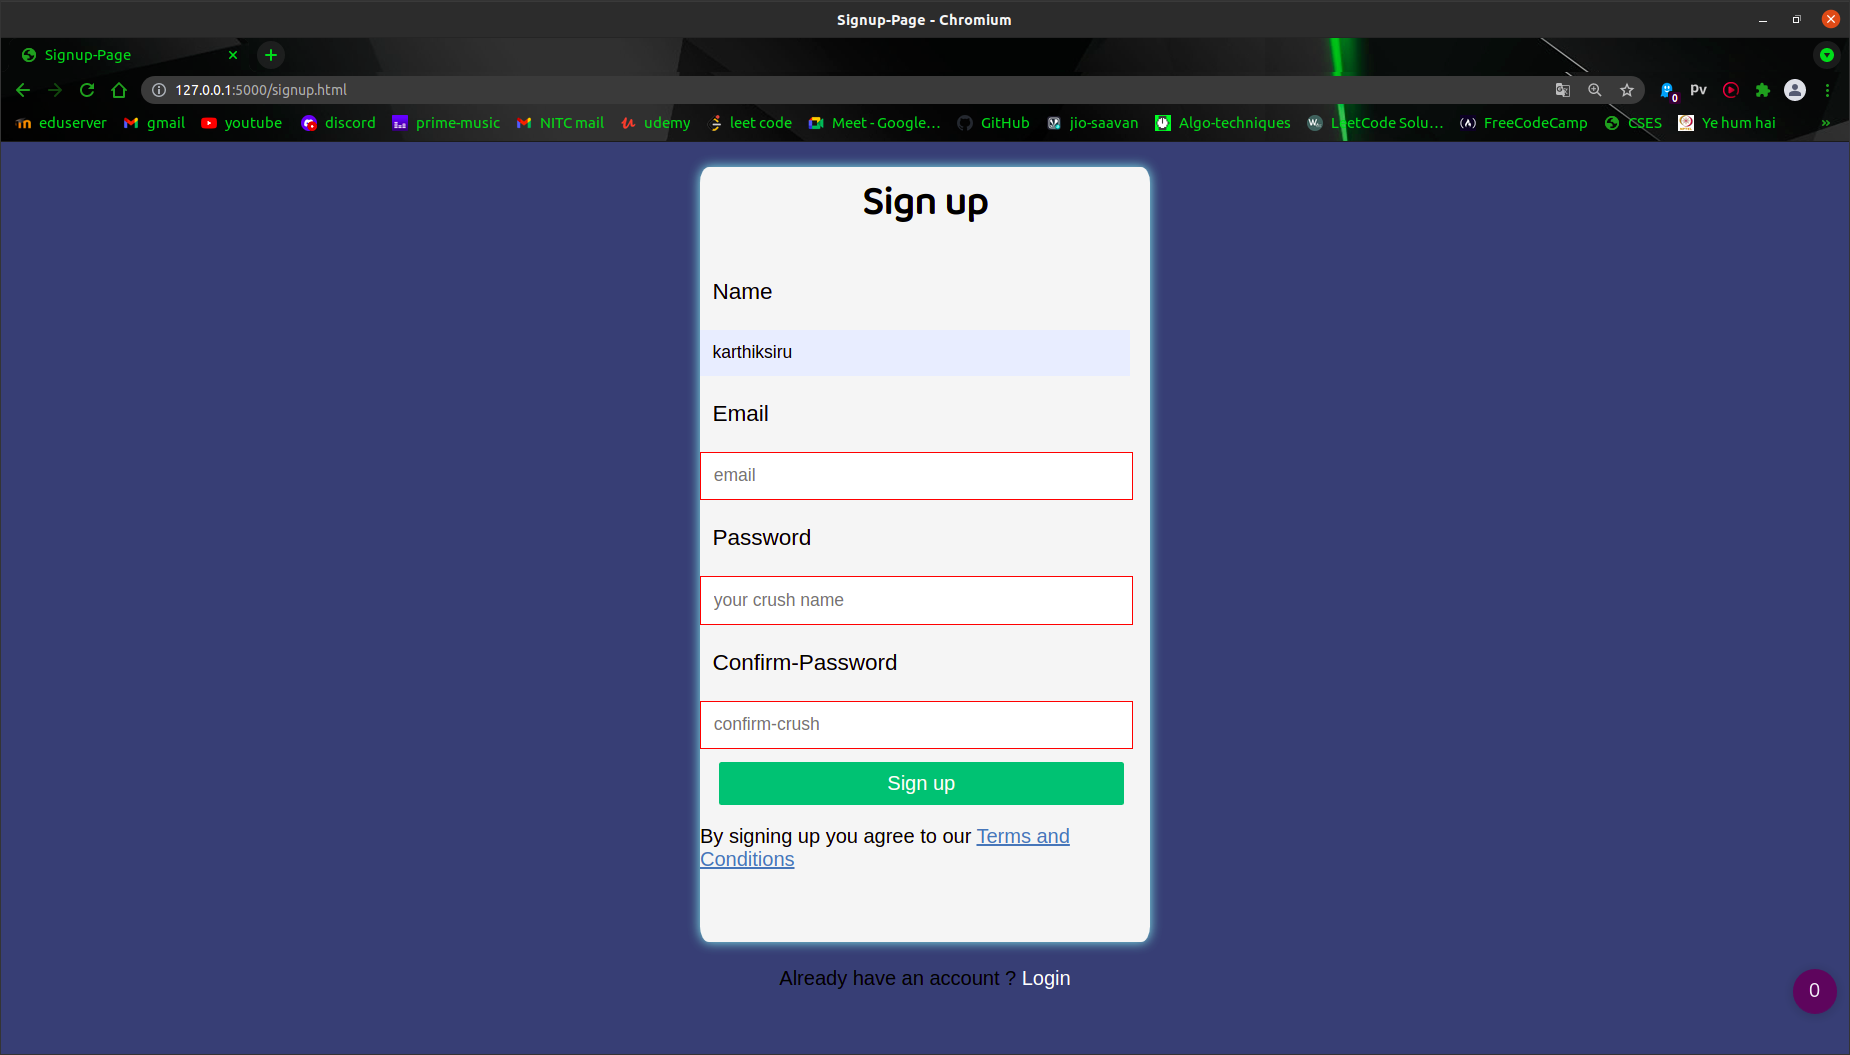 Signup-Page - Chromium
Signup-Page
127.0.0.1:5000/signup.html
0
PV
eduserver gmail youtube discord prime-music NITC mail udemy leet code Meet - Google… GitHub jio-saavan Algo-techniques LeetCode Solu… FreeCodeCamp CSES Ye hum hai »
Sign up
Name
karthiksiru
Email
email
Password
your crush name
Confirm-Password
confirm-crush
Sign up
By signing up you agree to our Terms and
Conditions
Already have an account ? Login
0